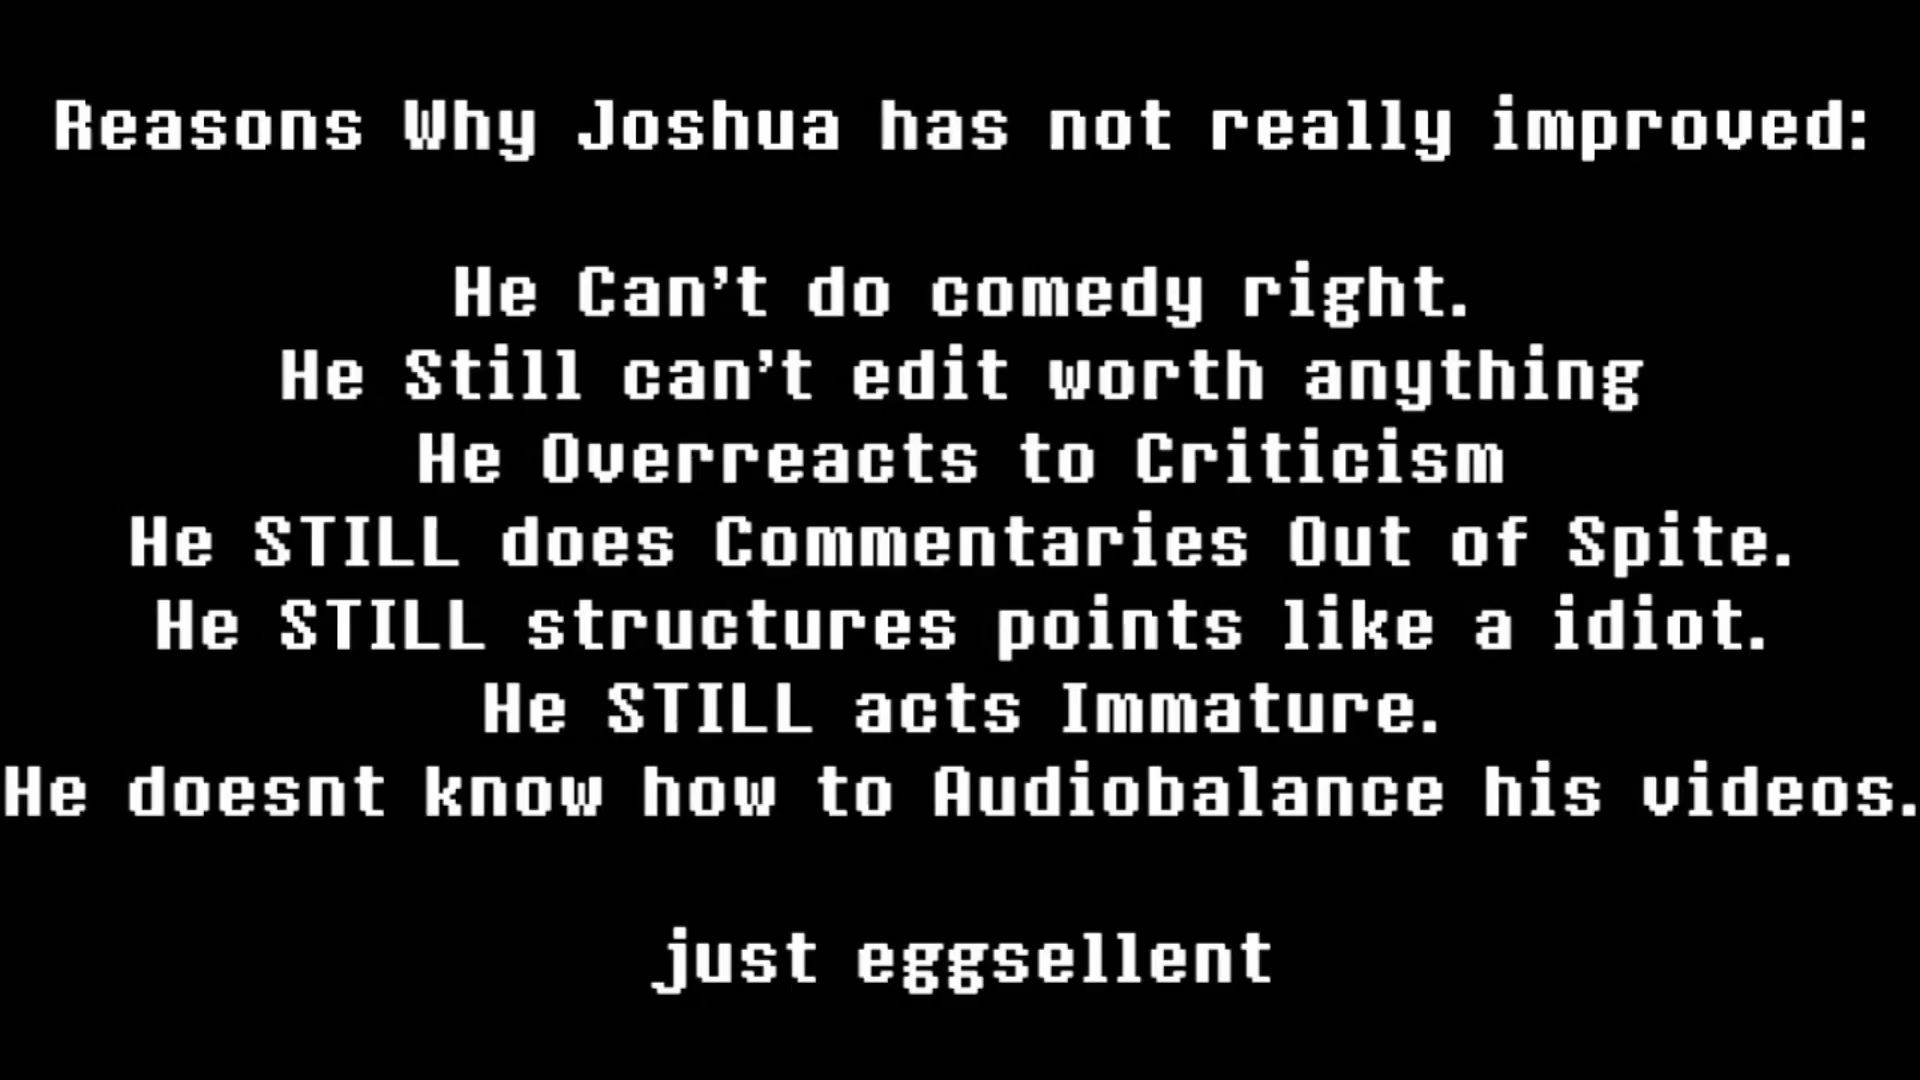 Reasons Why Joshua has not really improved:
He Can't do comedy right.
He Still can't edit worth anything
He Overreacts to Criticism
He STILL does Commentaries Out of Spite.
He STILL structures points like a idiot.
He STILL acts Immature.
He doesnt know how to Audiobalance his videos.
just eggsellent